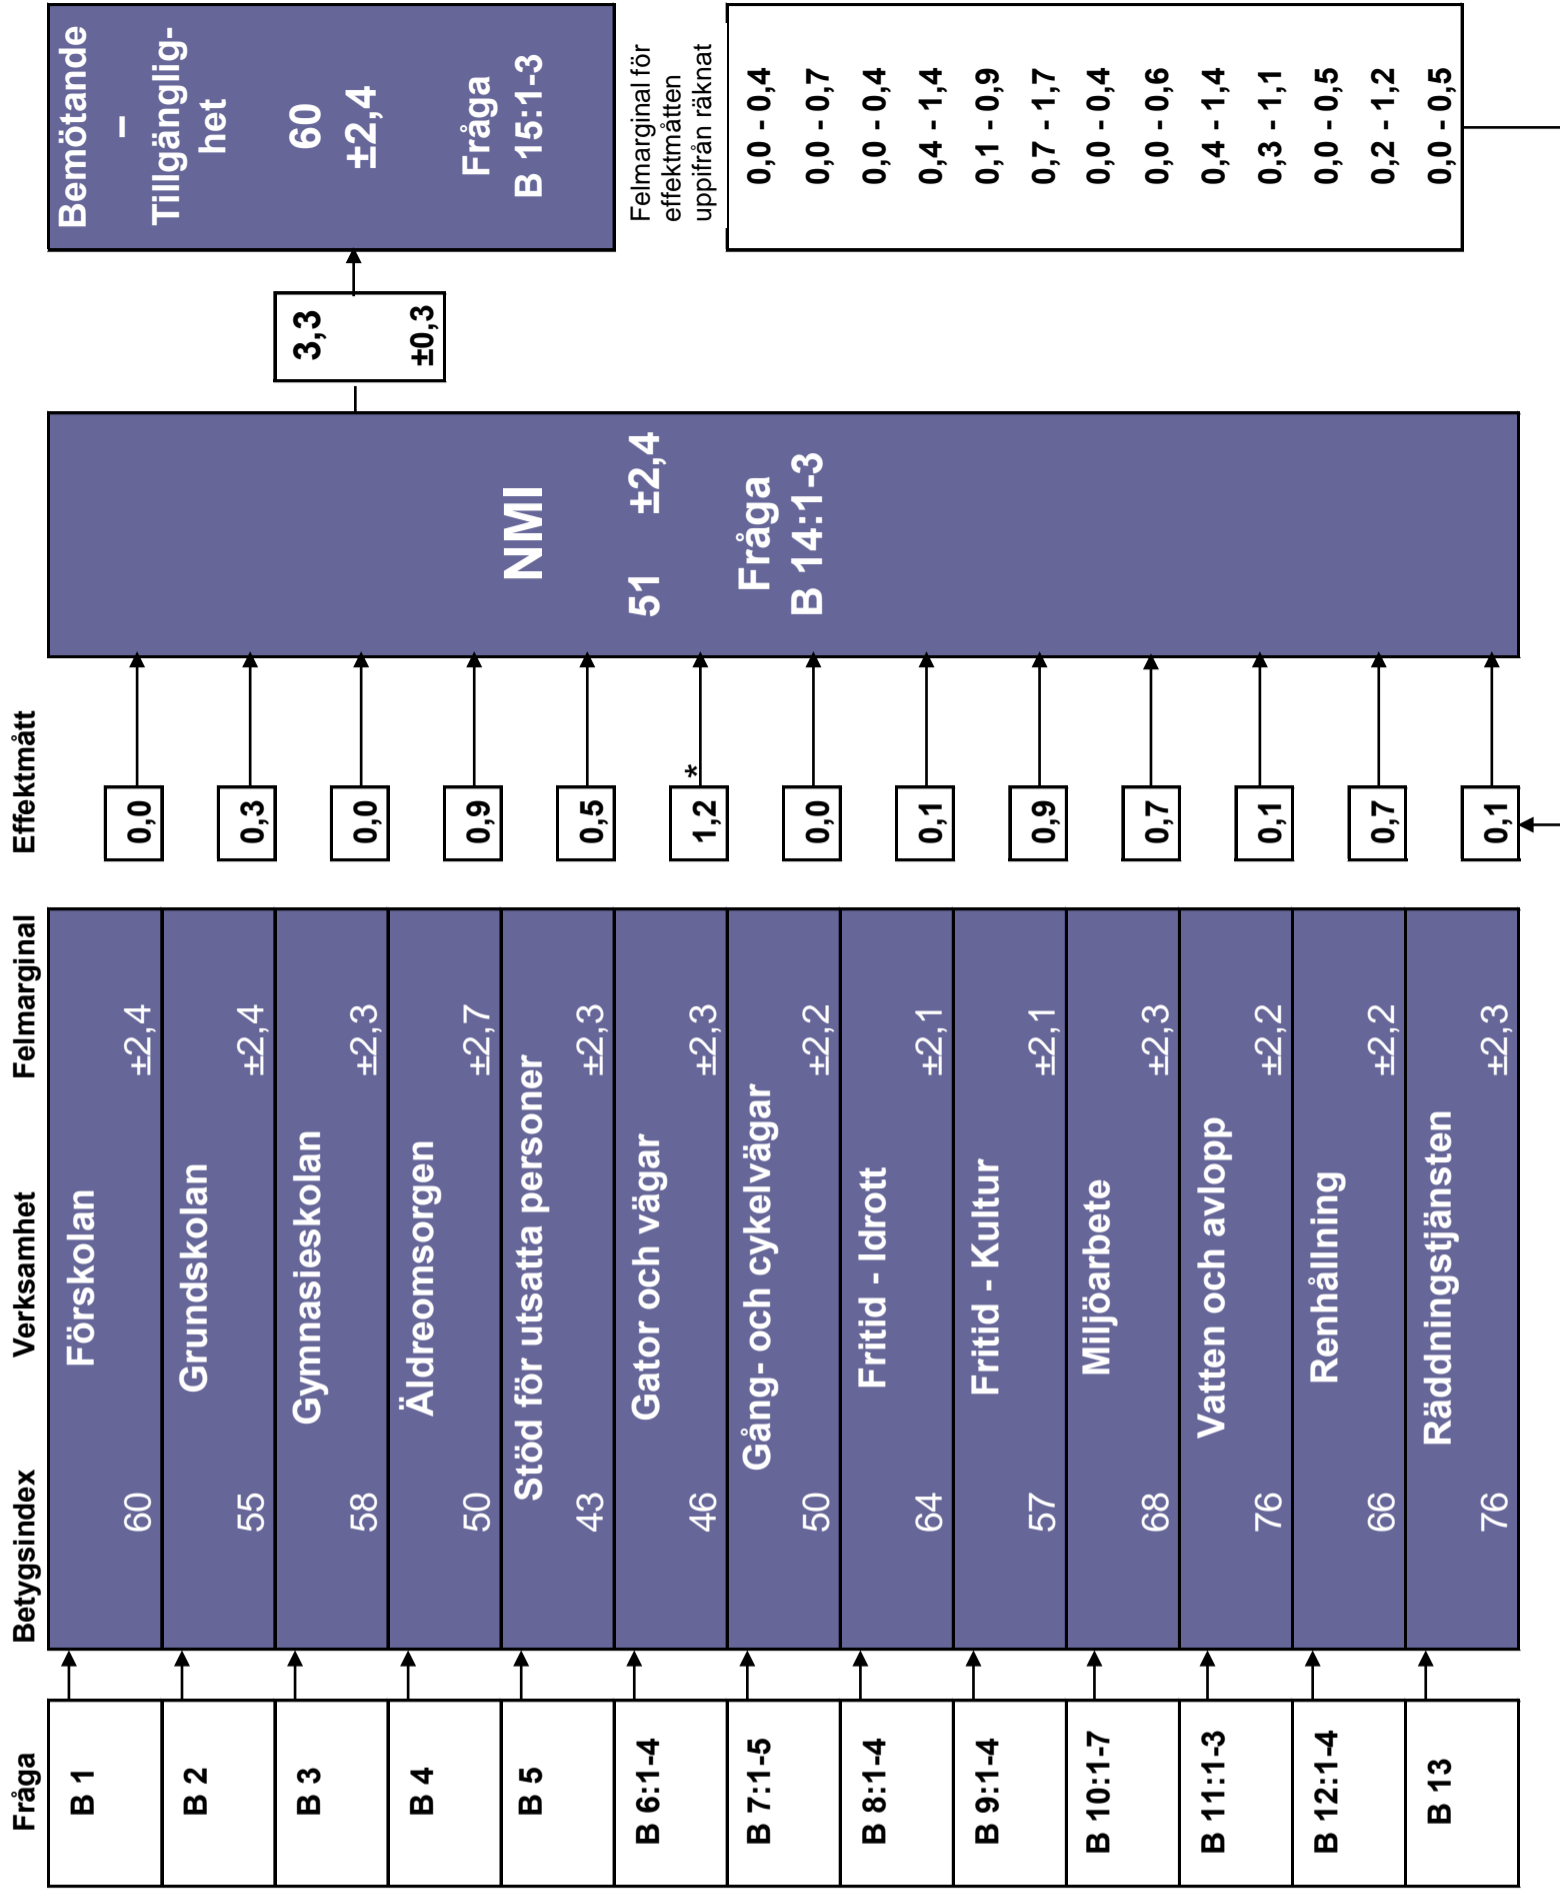 Fråga
Betygsindex
Verksamhet
Felmarginal
Effektmått
B 1
Förskolan
60
±2,4
0,0
B 2
Grundskolan
55
±2,4
0,3
B 3
Gymnasieskolan
58
±2,3
0,0
B 4
Äldreomsorgen
50
±2,7
0,9
B 5
Stöd för utsatta personer
43
±2,3
0,5
B 6:1-4
Gator och vägar
46
±2,3
1,2
*
B 7:1-5
Gång- och cykelvägar
50
±2,2
0,0
B 8:1-4
Fritid - Idrott
64
±2,1
0,1
B 9:1-4
Fritid - Kultur
57
±2,1
0,9
B 10:1-7
Miljöarbete
68
±2,3
0,7
B 11:1-3
Vatten och avlopp
76
±2,2
0,1
B 12:1-4
Renhållning
66
±2,2
0,7
B 13
Räddningstjänsten
76
±2,3
0,1
NMI
51 ±2,4
Fråga
B 14:1-3
3,3
±0,3
Bemötande
–
Tillgänglig-
het
60
±2,4
Fråga
B 15:1-3
Felmarginal för
effektmåtten
uppifrån räknat
0,0 - 0,4
0,0 - 0,7
0,0 - 0,4
0,4 - 1,4
0,1 - 0,9
0,7 - 1,7
0,0 - 0,4
0,0 - 0,6
0,4 - 1,4
0,3 - 1,1
0,0 - 0,5
0,2 - 1,2
0,0 - 0,5